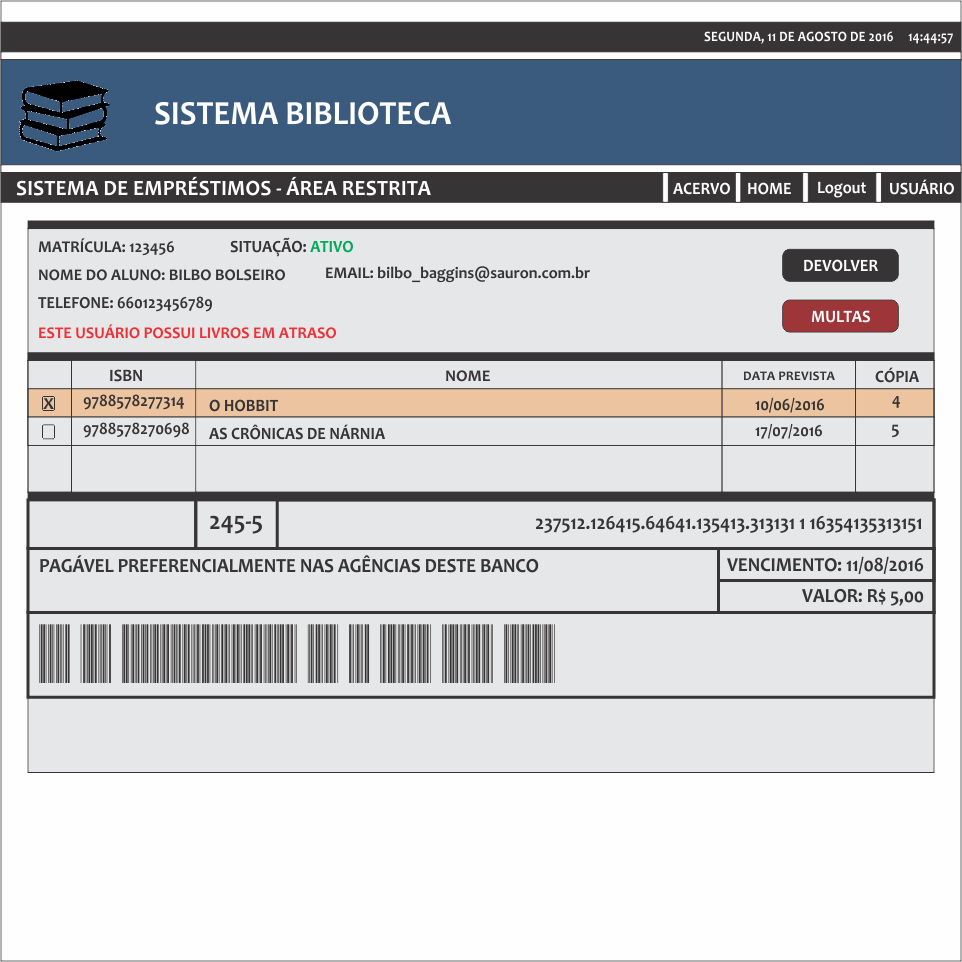 SEGUNDA, 11 DE AGOSTO DE 2016 14:44:57
SISTEMA BIBLIOTECA
SISTEMA DE EMPRÉSTIMOS - ÁREA RESTRITA ACERVO HOME Logout USUÁRIO
MATRÍCULA: 123456 SITUAÇÃO: ATIVO
NOME DO ALUNO: BILBO BOLSEIRO EMAIL: bilbo_baggins@sauron.com.br DEVOLVER
TELEFONE: 660123456789 MULTAS
ESTE USUÁRIO POSSUI LIVROS EM ATRASO
ISBN NOME DATA PREVISTA CÓPIA
X 9788578277314 O HOBBIT 10/06/2016 4
9788578270698 AS CRÔNICAS DE NÁRNIA 17/07/2016 5
245-5 237512.126415.64641.135413.313131 1 16354135313151
PAGÁVEL PREFERENCIALMENTE NAS AGÊNCIAS DESTE BANCO VENCIMENTO: 11/08/2016
VALOR: R$ 5,00